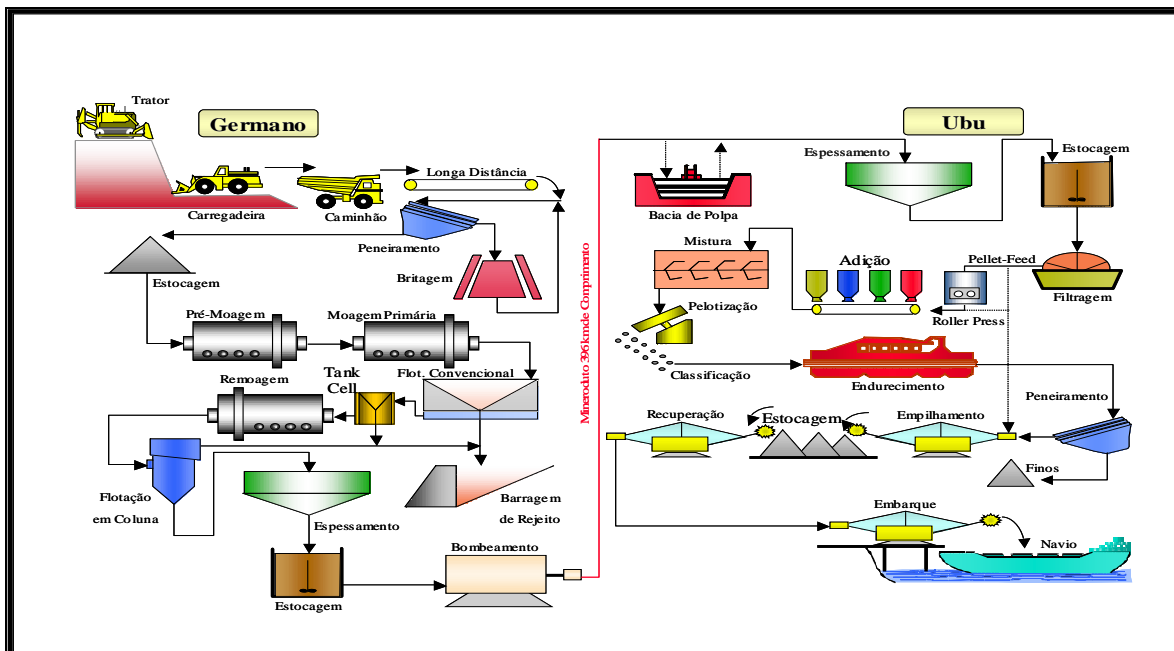 Trator
Germano
Longa Distância
Carregadeira
Caminhão
Peneiramento
Britagem
Estocagem
Pré-Moagem
Moagem Primária
Remoagem
Tank
Cell
Flot. Convencional
Flotação
em Coluna
Espessamento
Barragem
de Rejeito
Estocagem
Bombeamento
Mineroduto 396 km de Comprimento
Ubu
Espessamento
Estocagem
Bacia de Polpa
Mistura
Adição
Pellet-Feed
Filtragem
Roller Press
Pelotização
Classificação
Endurecimento
Peneiramento
Recuperação
Estocagem
Empilhamento
Finos
Embarque
Navio